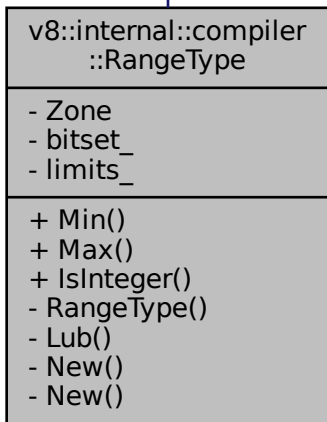 v8::internal::compiler
::RangeType
- Zone
- bitset_
- limits_
+ Min()
+ Max()
+ IsInteger()
- RangeType()
- Lub()
- New()
- New()